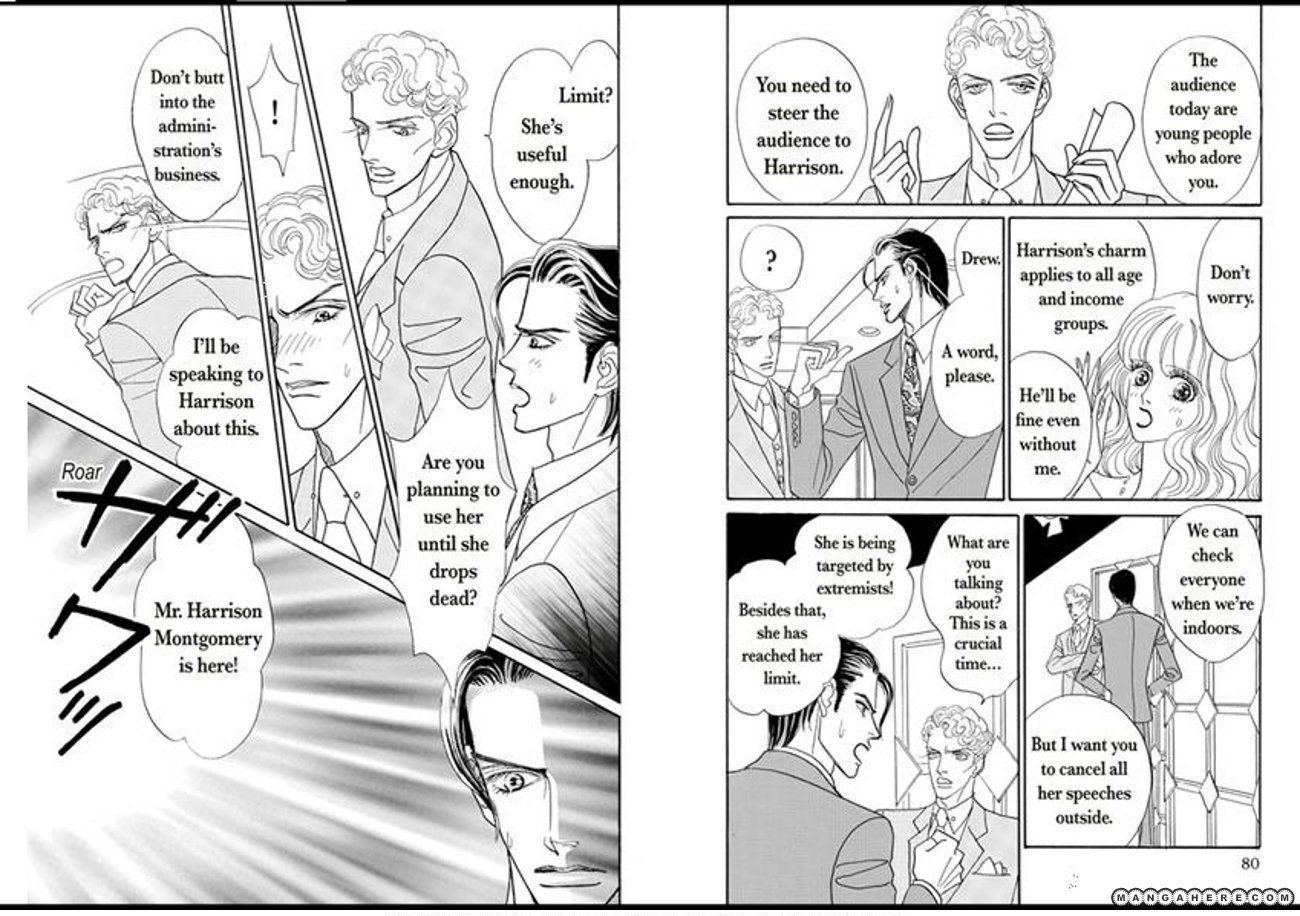 The
audience
today are
young people
who adore
you.
You need to
steer the
audience to
Harrison.
Don't
worry.
Harrison's charm
applies to all age
and income
groups.
He'll be
fine even
without
me.
Drew.
A word,
please.
?
We can
check
everyone
when we're
indoors.
But I want you
to cancel all
her speeches
outside.
What are
you
talking
about?
This is a
crucial
time...
She is being
targeted by
extremists!
Besides that,
she has
reached her
limit.
80
Limit?
She's
useful
enough.
Are you
planning to
use her
until she
drops
dead?
!
Don't butt
into the
admini-
stration's
business.
I'll be
speaking to
Harrison
about this.
Roar
ザワッ
Mr. Harrison
Montgomery
is here!
MANGAHERE.COM